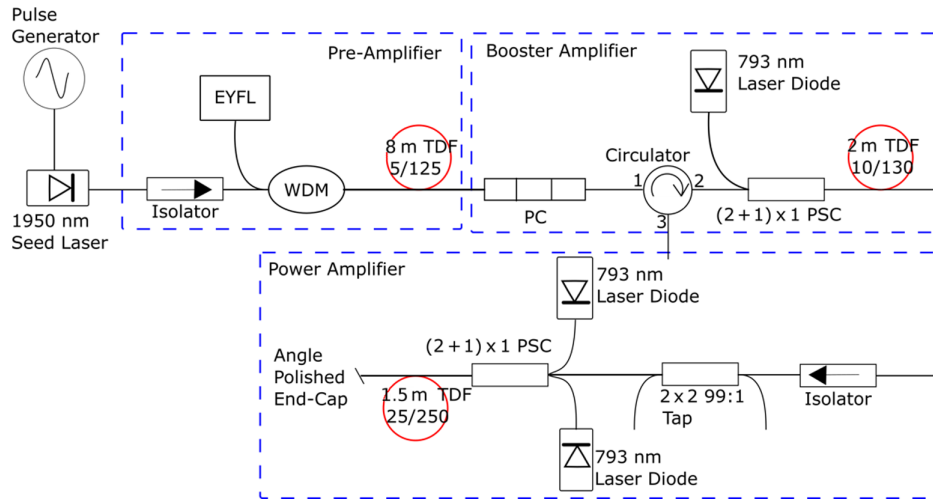 Pulse
Generator
Pre-Amplifier
Booster Amplifier
793 nm
Laser Diode
EYFL
8 m TDF
5/125
2 m TDF
10/130
Circulator
WDM
1
2
3
Isolator
PC
(2+1) x 1 PSC
1950 nm
Seed Laser
Power Amplifier
793 nm
Laser Diode
(2+1) x 1 PSC
Angle
Polished
End-Cap
1.5 m TDF
25/250
2 x 2 99:1
Tap
Isolator
793 nm
Laser Diode